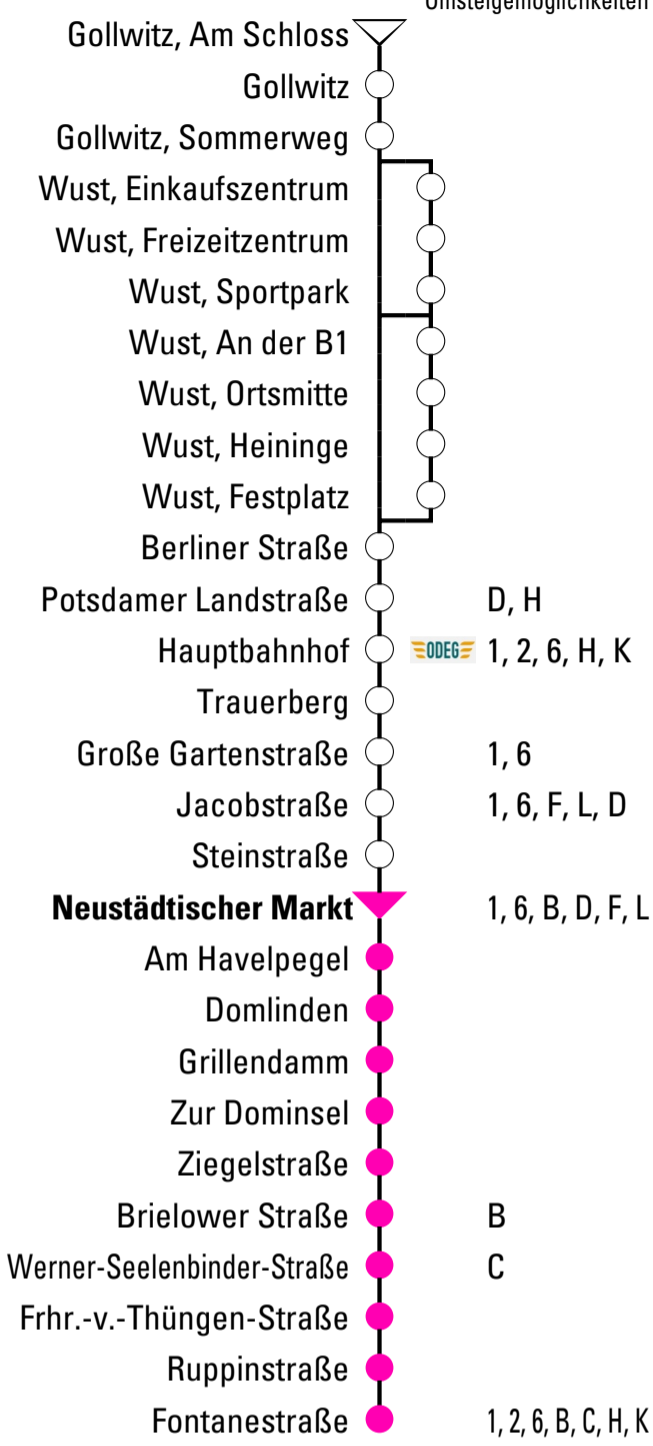 Umsteigemöglichkeiten
Gollwitz, Am Schloss
Gollwitz
Gollwitz, Sommerweg
Wust, Einkaufszentrum
Wust, Freizeitzentrum
Wust, Sportpark
Wust, An der B1
Wust, Ortsmitte
Wust, Heininge
Wust, Festplatz
Berliner Straße
Potsdamer Landstraße D, H
Hauptbahnhof ODEG 1, 2, 6, H, K
Trauerberg
Große Gartenstraße 1, 6
Jacobstraße 1, 6, F, L, D
Steinstraße
Neustädtischer Markt 1, 6, B, D, F, L
Am Havelpegel
Domlinden
Grillendamm
Zur Dominsel
Ziegelstraße
Brielower Straße B
Werner-Seelenbinder-Straße C
Frhr.-v.-Thüngen-Straße
Ruppinstraße
Fontanestraße 1, 2, 6, B, C, H, K